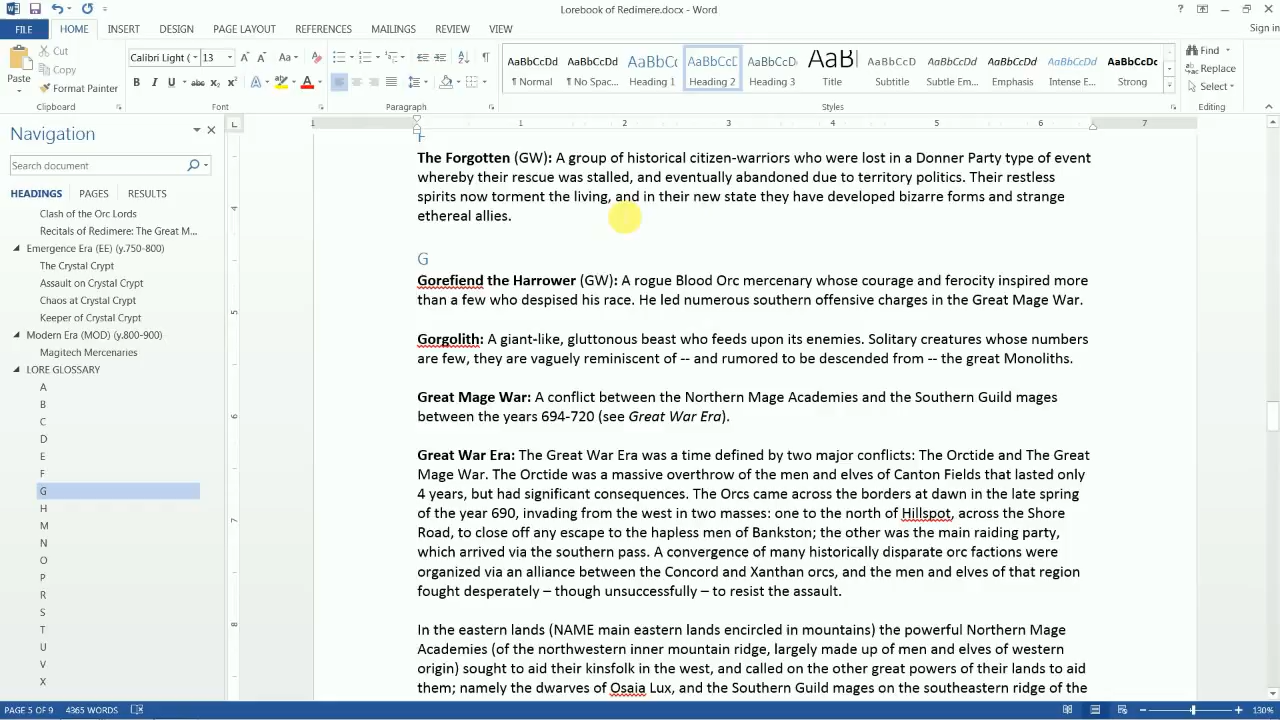 Lorebook of Redimere.docx - Word
?
FILE HOME INSERT DESIGN PAGE LAYOUT REFERENCES MAILINGS REVIEW VIEW Sign in
Paste
Cut
Copy
Format Painter
Clipboard
Calibri Light ( 13
Font
Paragraph
AaBbCcDc AaBbCcDc AaBbCc AaBbCcD AaBbCcD AaB AaBbCcD AaBbCcDc AaBbCcDc AaBbCcDc AaBbCcDc
¶ Normal ¶ No Spac... Heading 1 Heading 2 Heading 3 Title Subtitle Subtle Em... Emphasis Intense E... Strong
Styles
Find
Replace
Select
Editing
Navigation
Search document
HEADINGS PAGES RESULTS
Clash of the Orc Lords
Recitals of Redimere: The Great M...
Emergence Era (EE) (y.750-800)
The Crystal Crypt
Assault on Crystal Crypt
Chaos at Crystal Crypt
Keeper of Crystal Crypt
Modern Era (MOD) (y.800-900)
Magitech Mercenaries
LORE GLOSSARY
A
B
C
D
E
F
G
H
M
N
O
P
R
S
T
U
V
X
1 1 2 3 4 5 6 7
4
5
6
7
8
F
The Forgotten (GW): A group of historical citizen-warriors who were lost in a Donner Party type of event
whereby their rescue was stalled, and eventually abandoned due to territory politics. Their restless
spirits now torment the living, and in their new state they have developed bizarre forms and strange
ethereal allies.
G
Gorefiend the Harrower (GW): A rogue Blood Orc mercenary whose courage and ferocity inspired more
than a few who despised his race. He led numerous southern offensive charges in the Great Mage War.
Gorgolith: A giant-like, gluttonous beast who feeds upon its enemies. Solitary creatures whose numbers
are few, they are vaguely reminiscent of -- and rumored to be descended from -- the great Monoliths.
Great Mage War: A conflict between the Northern Mage Academies and the Southern Guild mages
between the years 694-720 (see Great War Era).
Great War Era: The Great War Era was a time defined by two major conflicts: The Orctide and The Great
Mage War. The Orctide was a massive overthrow of the men and elves of Canton Fields that lasted only
4 years, but had significant consequences. The Orcs came across the borders at dawn in the late spring
of the year 690, invading from the west in two masses: one to the north of Hillspot, across the Shore
Road, to close off any escape to the hapless men of Bankston; the other was the main raiding party,
which arrived via the southern pass. A convergence of many historically disparate orc factions were
organized via an alliance between the Concord and Xanthan orcs, and the men and elves of that region
fought desperately – though unsuccessfully – to resist the assault.
In the eastern lands (NAME main eastern lands encircled in mountains) the powerful Northern Mage
Academies (of the northwestern inner mountain ridge, largely made up of men and elves of western
origin) sought to aid their kinsfolk in the west, and called on the other great powers of their lands to aid
them; namely the dwarves of Osaia Lux, and the Southern Guild mages on the southeastern ridge of the
PAGE 5 OF 9 4365 WORDS 130%